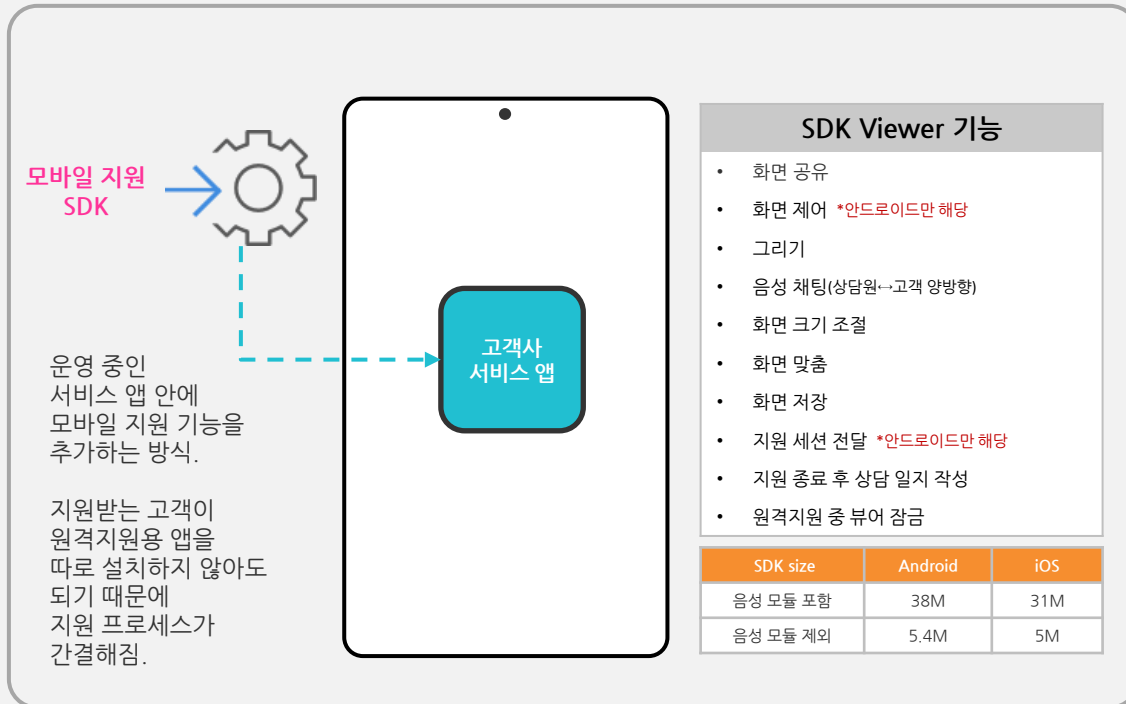 모바일 지원
SDK
운영 중인
서비스 앱 안에
모바일 지원 기능을
추가하는 방식.
지원받는 고객이
원격지원용 앱을
따로 설치하지 않아도
되기 때문에
지원 프로세스가
간결해짐.
고객사
서비스 앱
SDK Viewer 기능
• 화면 공유
• 화면 제어 *안드로이드만 해당
• 그리기
• 음성 채팅(상담원↔고객 양방향)
• 화면 크기 조절
• 화면 맞춤
• 화면 저장
• 지원 세션 전달 *안드로이드만 해당
• 지원 종료 후 상담 일지 작성
• 원격지원 중 뷰어 잠금
SDK size Android iOS
음성 모듈 포함 38M 31M
음성 모듈 제외 5.4M 5M